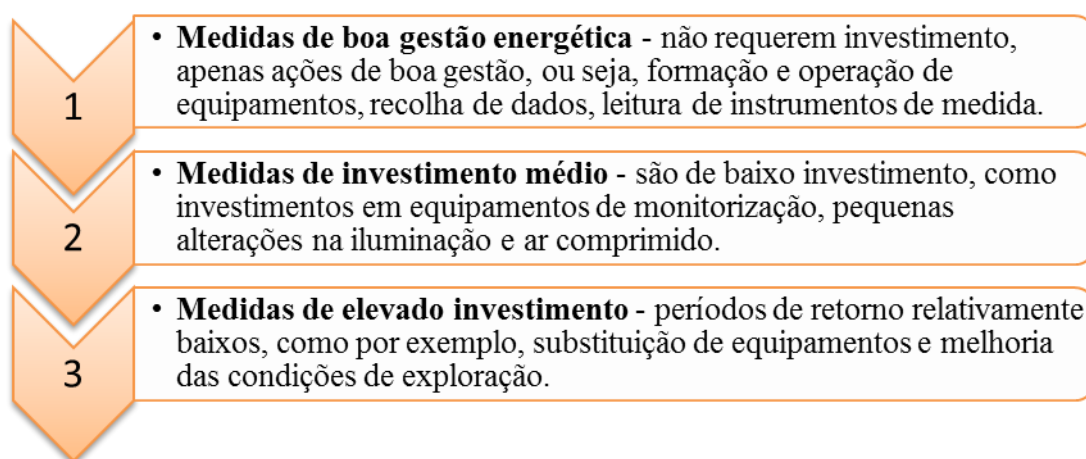 1
• Medidas de boa gestão energética - não requerem investimento,
apenas ações de boa gestão, ou seja, formação e operação de
equipamentos, recolha de dados, leitura de instrumentos de medida.
2
• Medidas de investimento médio - são de baixo investimento, como
investimentos em equipamentos de monitorização, pequenas
alterações na iluminação e ar comprimido.
3
• Medidas de elevado investimento - períodos de retorno relativamente
baixos, como por exemplo, substituição de equipamentos e melhoria
das condições de exploração.